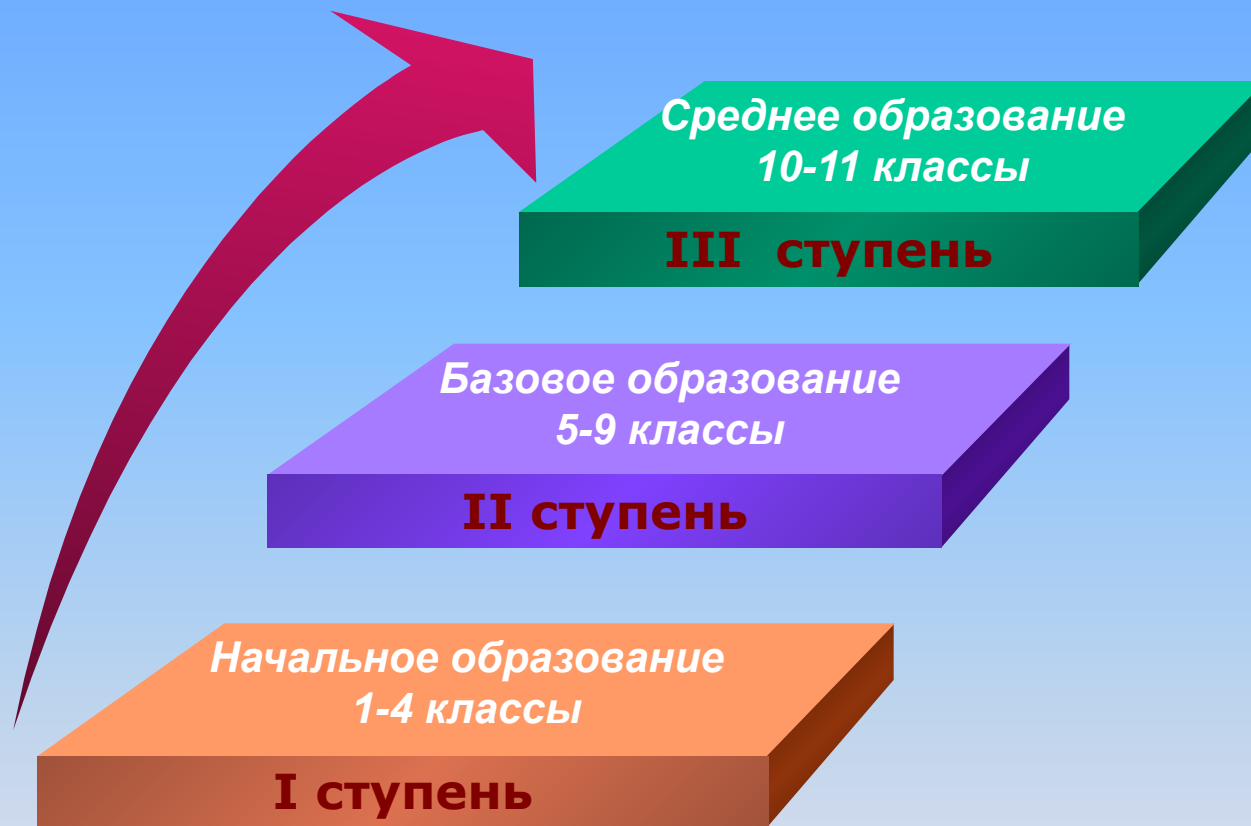 Среднее образование
10-11 классы
III ступень
Базовое образование
5-9 классы
II ступень
Начальное образование
1-4 классы
I ступень